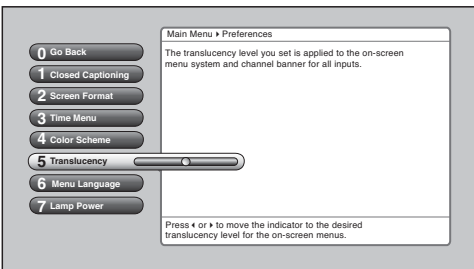 Main Menu ▸ Preferences
0 Go Back
1 Closed Captioning
2 Screen Format
3 Time Menu
4 Color Scheme
5 Translucency
6 Menu Language
7 Lamp Power
The translucency level you set is applied to the on-screen
menu system and channel banner for all inputs.
Press ◂ or ▸ to move the indicator to the desired
translucency level for the on-screen menus.